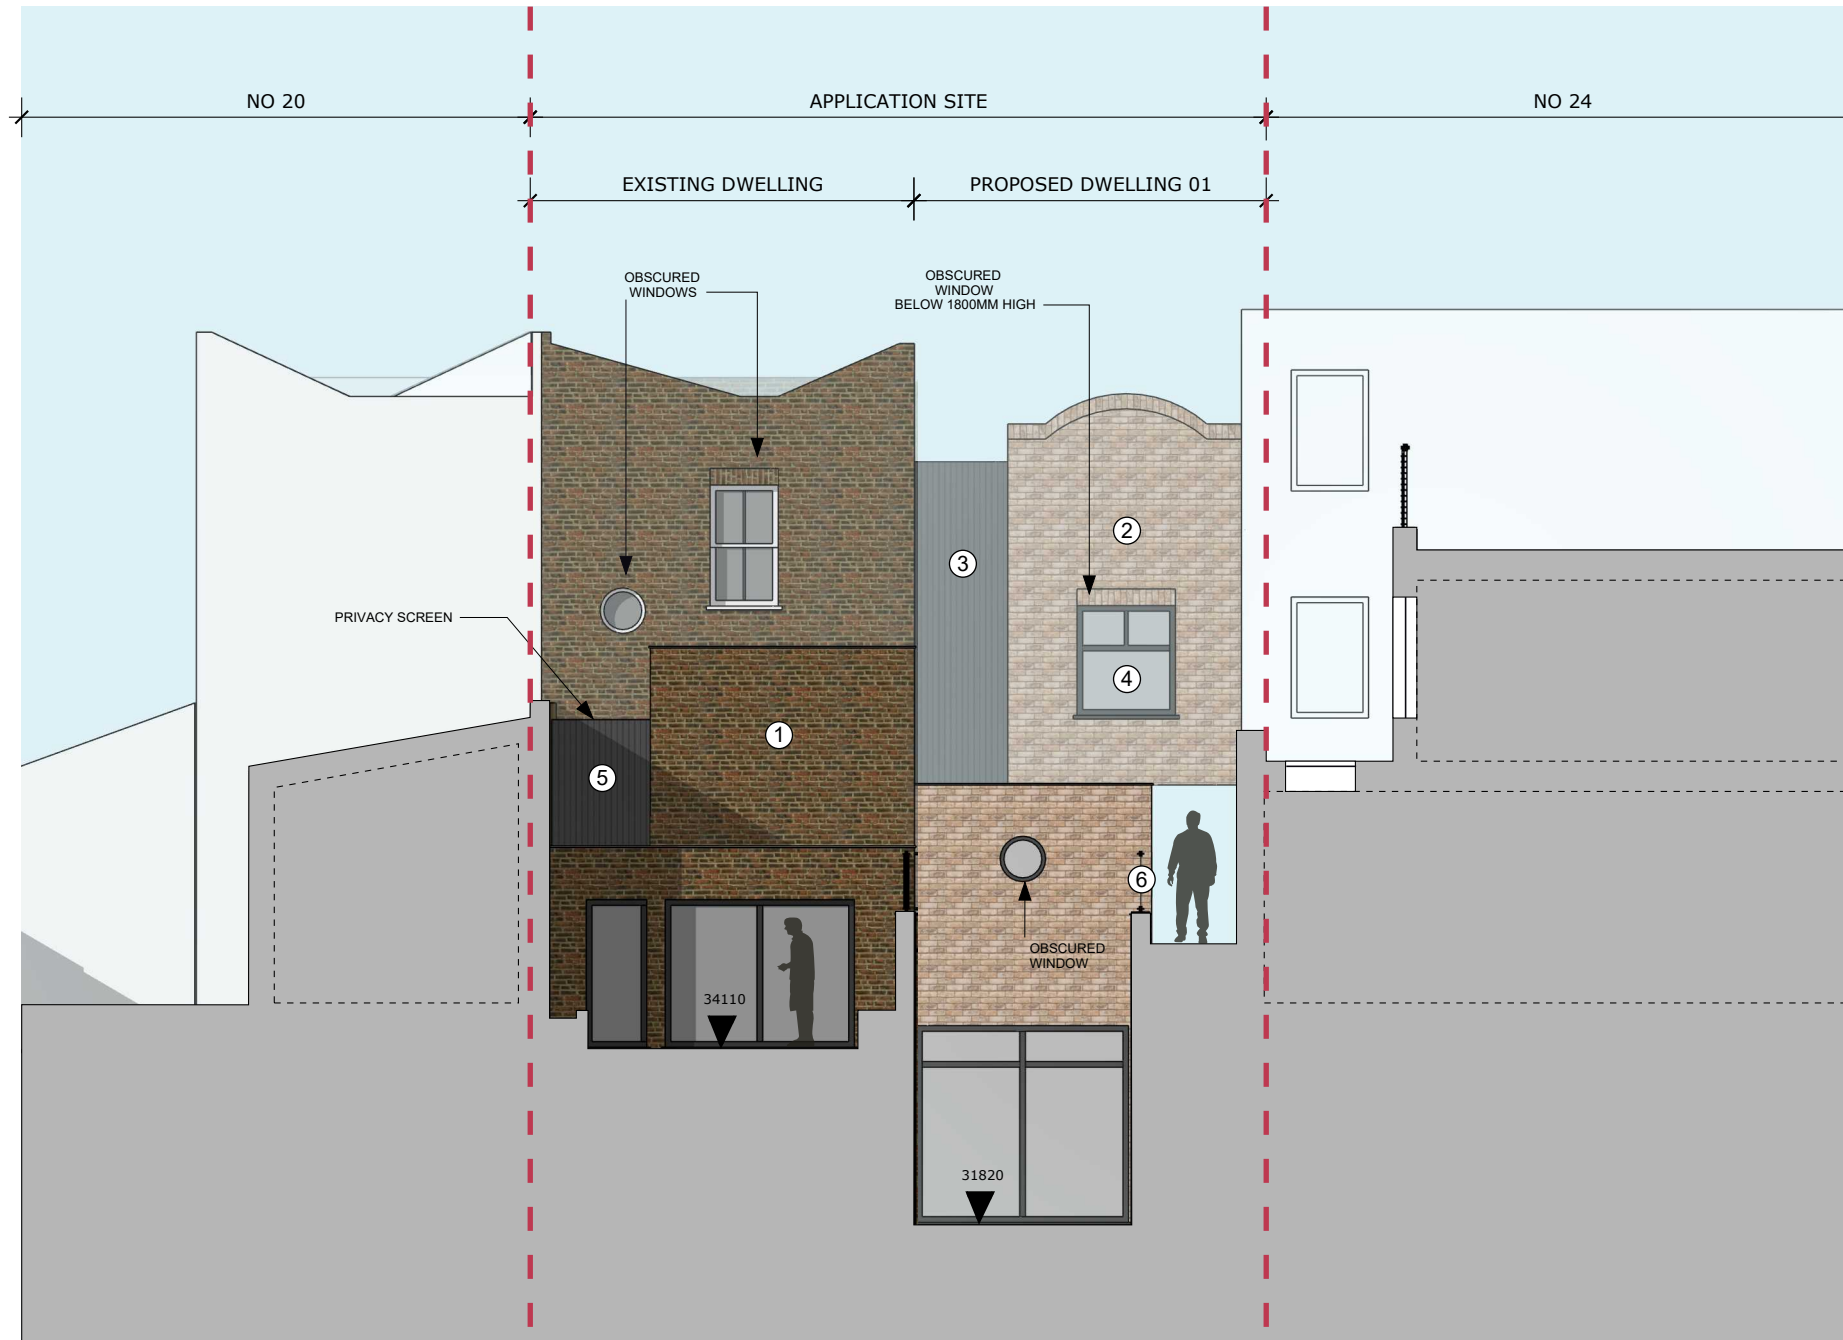 NO 20
APPLICATION SITE
NO 24
EXISTING DWELLING
PROPOSED DWELLING 01
OBSCURED
WINDOWS
OBSCURED
WINDOW
BELOW 1800MM HIGH
2
3
PRIVACY SCREEN
4
1
5
6
OBSCURED
WINDOW
34110
31820